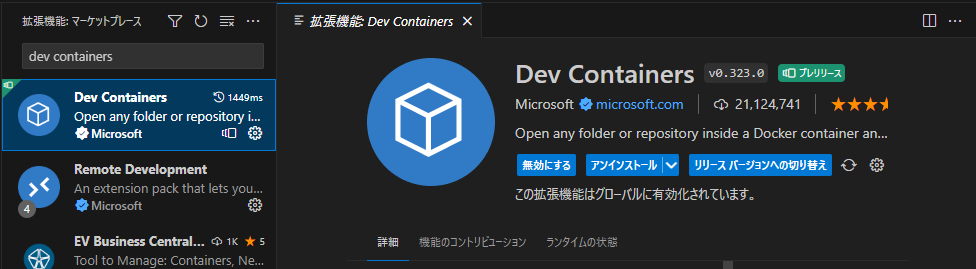 拡張機能: マーケットプレース
dev containers
Dev Containers
1449ms
Open any folder or repository i...
Microsoft
Remote Development
An extension pack that lets you...
Microsoft
4
EV Business Central...
1K
5
Tool to Manage: Containers, Ne...
拡張機能: Dev Containers
Dev Containers
v0.323.0
プレリリース
Microsoft
microsoft.com
21,124,741
Open any folder or repository inside a Docker container an...
無効にする
アンインストール
リリース バージョンへの切り替え
この拡張機能はグローバルに有効化されています。
詳細
機能のコントリビューション
ランタイムの状態